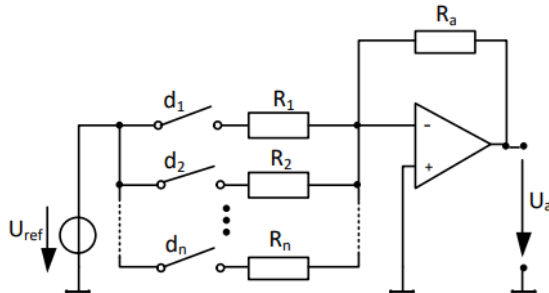 Rₐ
d₁ R₁
−
d₂ R₂
+
Uref Uₐ
dₙ Rₙ